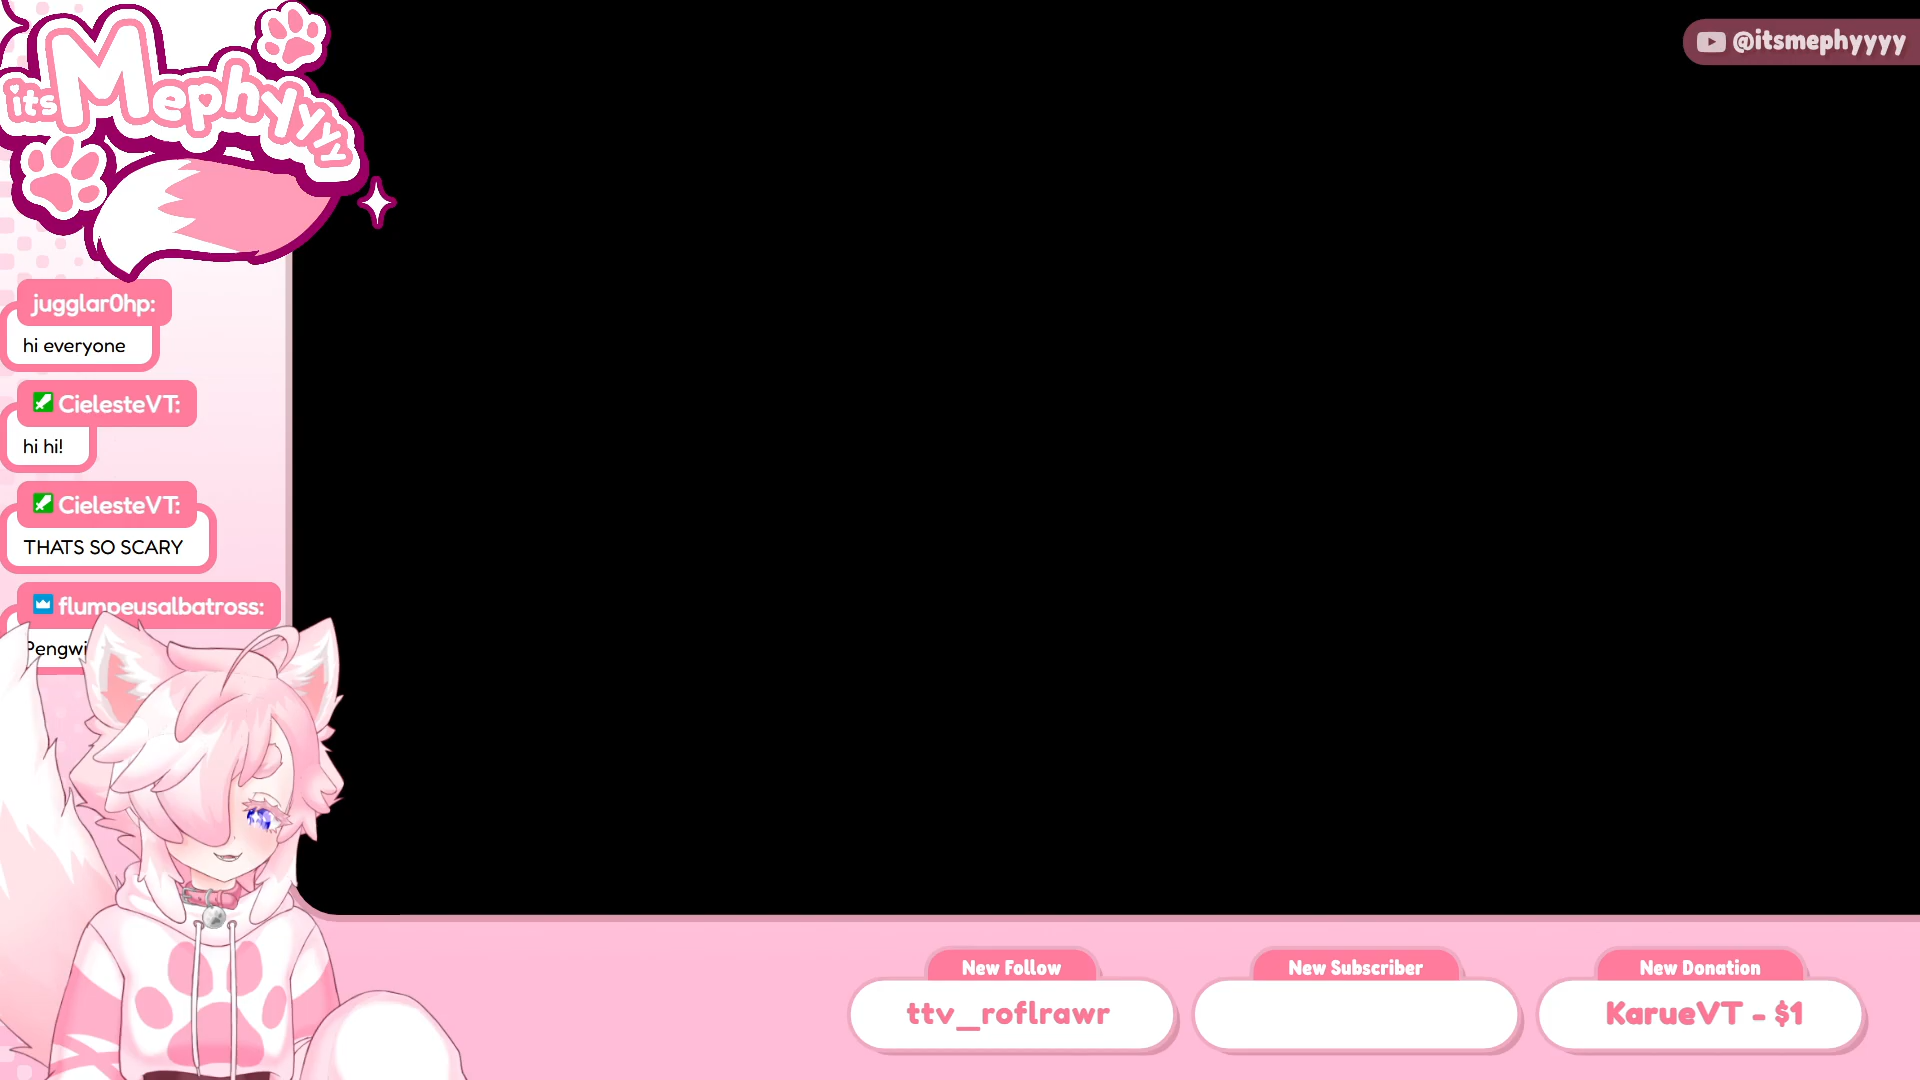 itsMephyyyy
@itsmephyyyy
jugglar0hp:
hi everyone
CielesteVT:
hi hi!
CielesteVT:
THATS SO SCARY
flumpeusalbatross:
New Follow
ttv_roflrawr
New Subscriber
New Donation
KarueVT - $1